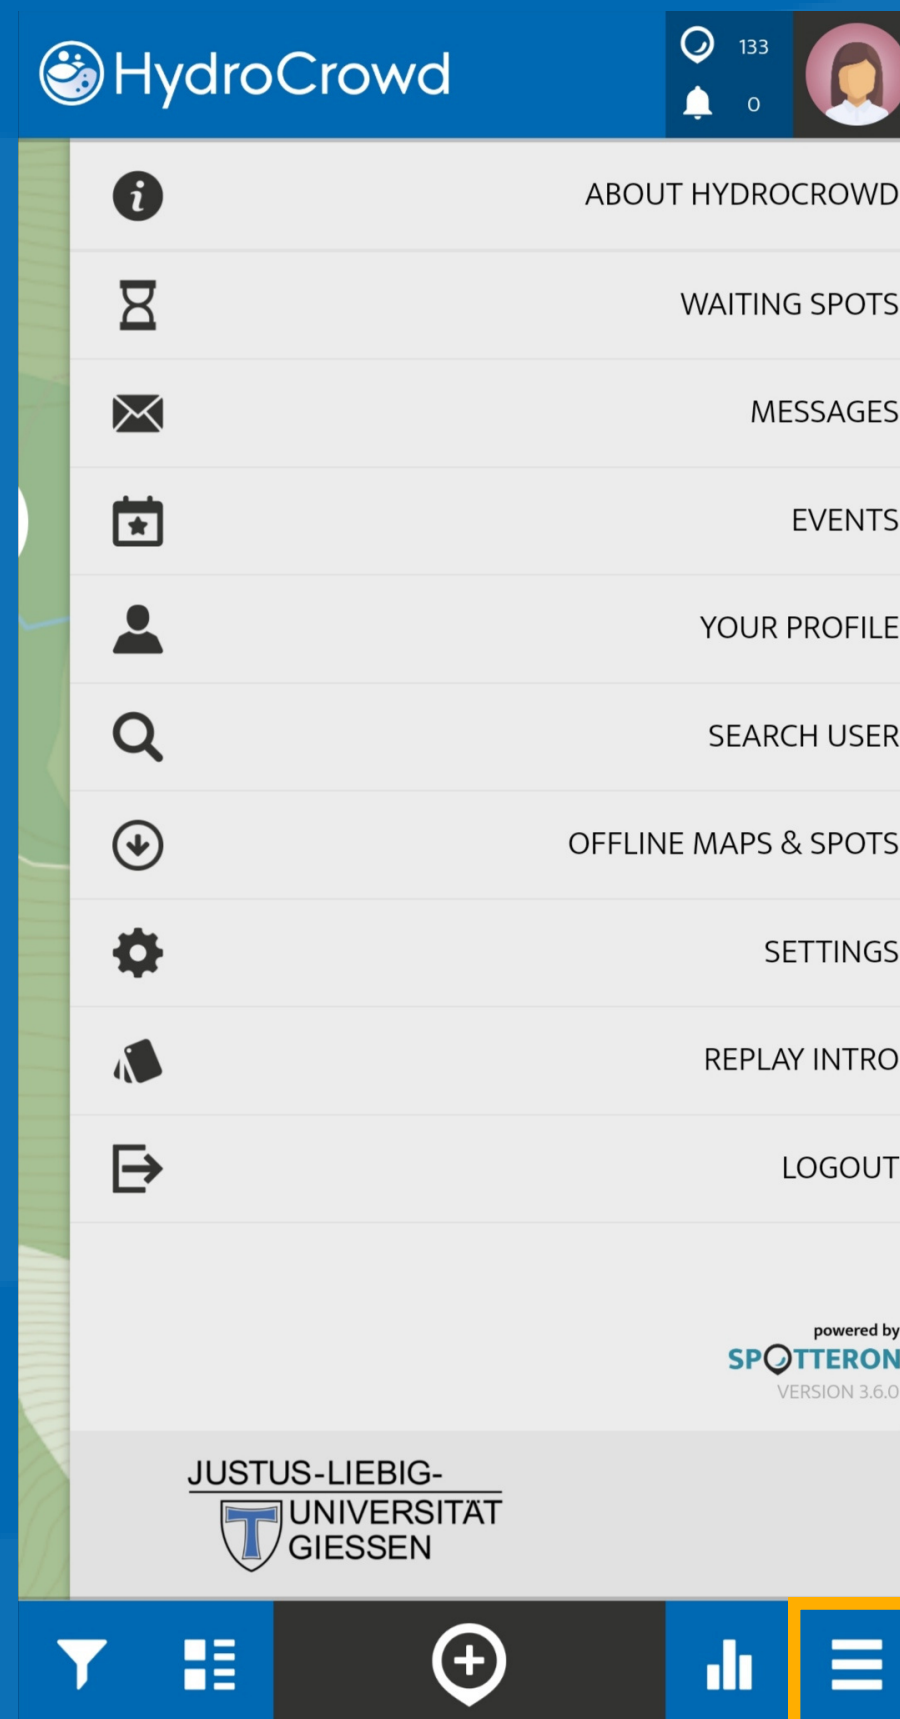 HydroCrowd
133
0
ABOUT HYDROCROWD
WAITING SPOTS
MESSAGES
EVENTS
YOUR PROFILE
SEARCH USER
OFFLINE MAPS & SPOTS
SETTINGS
REPLAY INTRO
LOGOUT
powered by
SPOTTERON
VERSION 3.6.0
JUSTUS-LIEBIG-
UNIVERSITÄT
GIESSEN